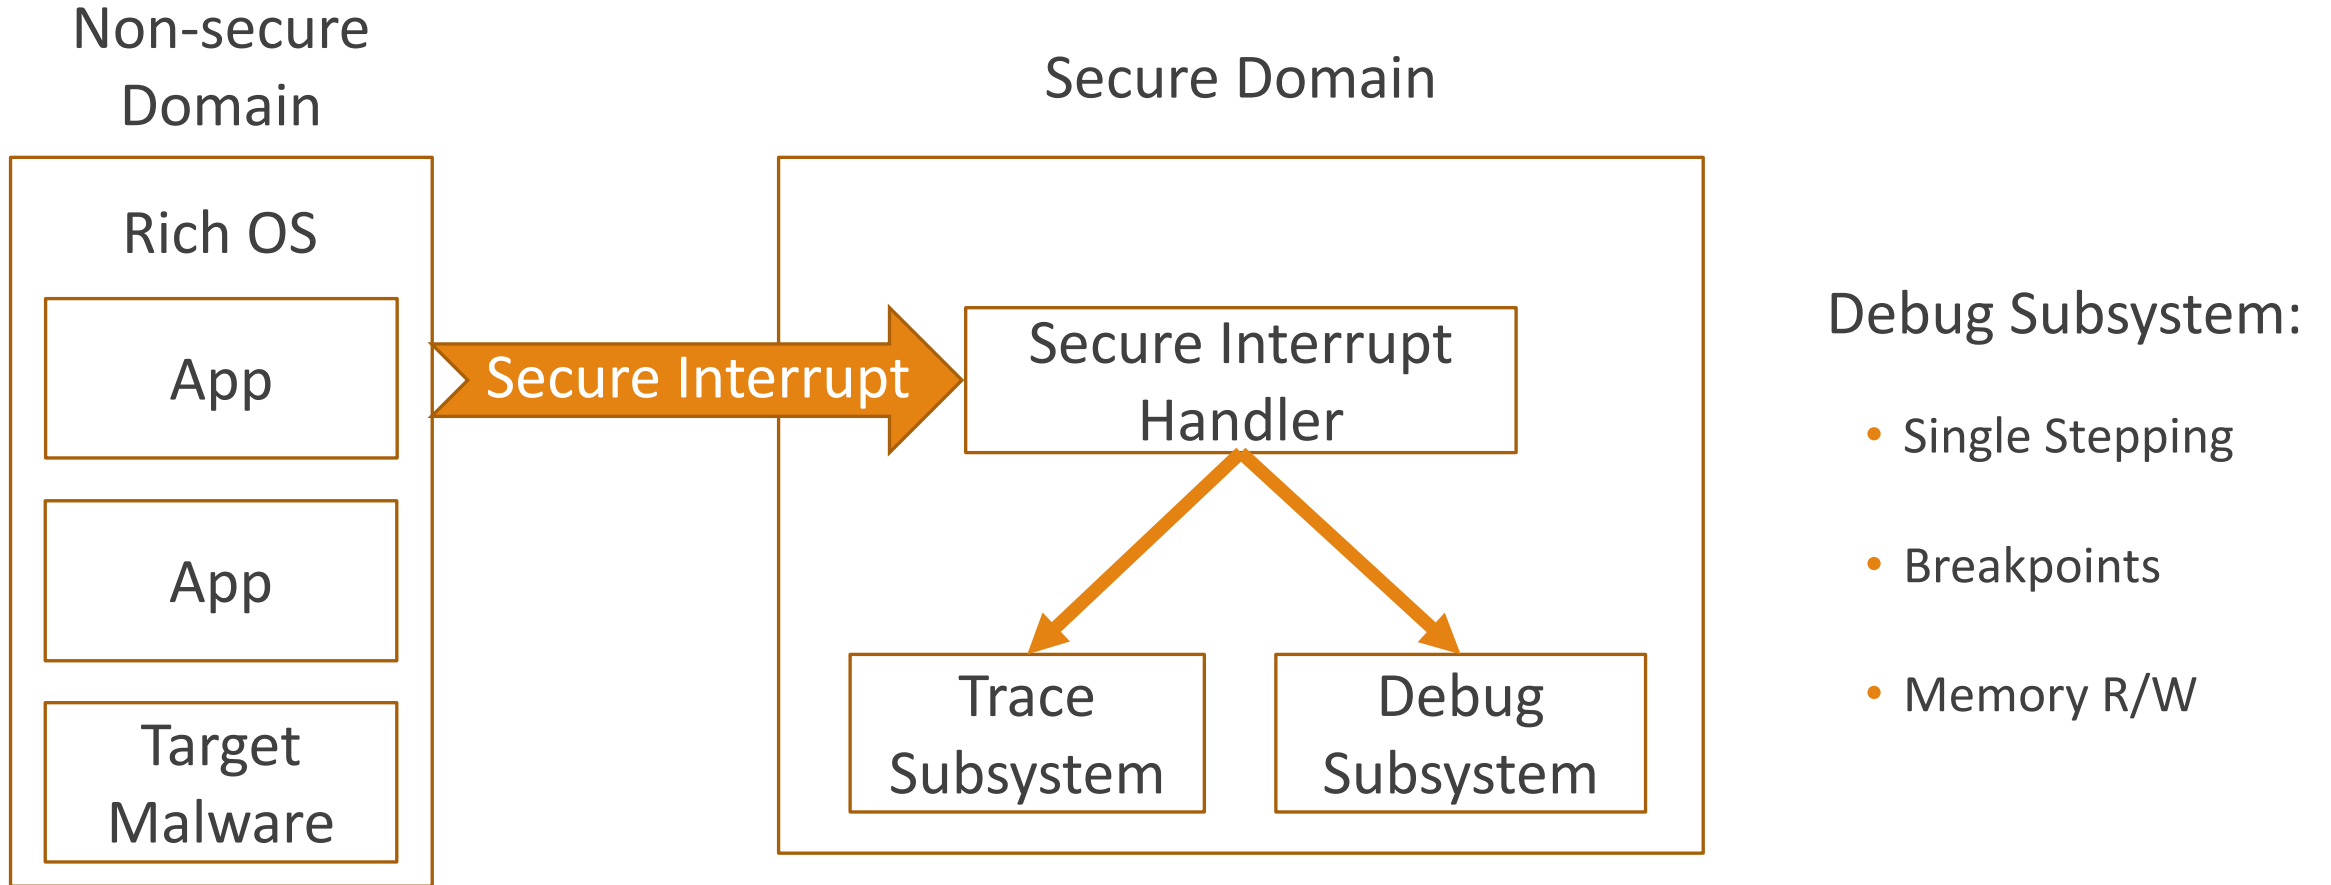 Non-secure
Domain
Rich OS
App
App
Target
Malware
Secure Interrupt
Secure Domain
Secure Interrupt
Handler
Trace
Subsystem
Debug
Subsystem
Debug Subsystem:
• Single Stepping
• Breakpoints
• Memory R/W